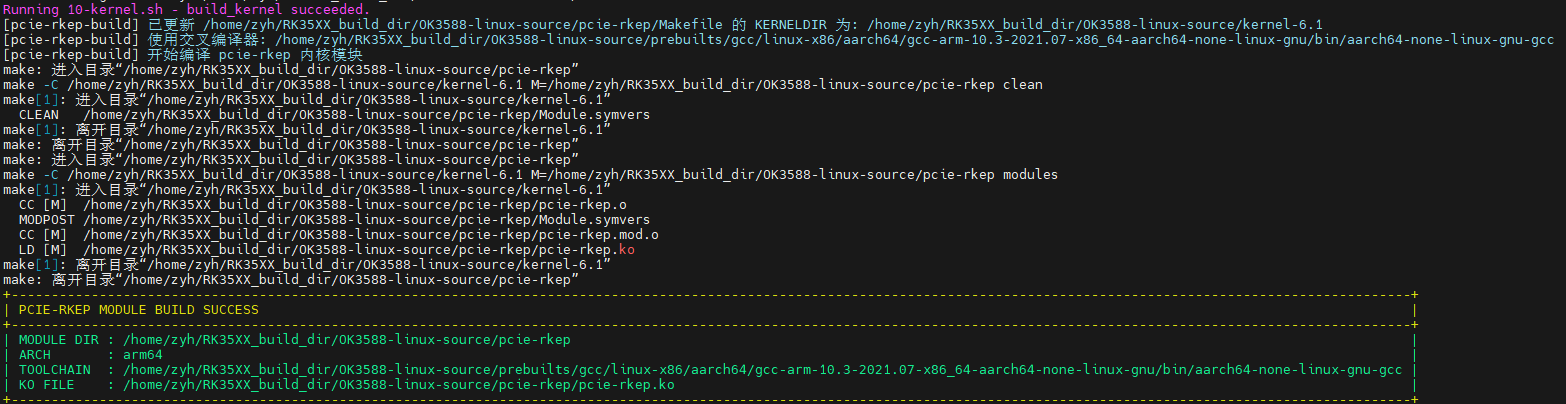 Running 10-kernel.sh - build_kernel succeeded.
[pcie-rkep-build] 已更新 /home/zyh/RK35XX_build_dir/OK3588-linux-source/pcie-rkep/Makefile 的 KERNELDIR 为: /home/zyh/RK35XX_build_dir/OK3588-linux-source/kernel-6.1
[pcie-rkep-build] 使用交叉编译器: /home/zyh/RK35XX_build_dir/OK3588-linux-source/prebuilts/gcc/linux-x86/aarch64/gcc-arm-10.3-2021.07-x86_64-aarch64-none-linux-gnu/bin/aarch64-none-linux-gnu-gcc
[pcie-rkep-build] 开始编译 pcie-rkep 内核模块
make: 进入目录“/home/zyh/RK35XX_build_dir/OK3588-linux-source/pcie-rkep”
make -C /home/zyh/RK35XX_build_dir/OK3588-linux-source/kernel-6.1 M=/home/zyh/RK35XX_build_dir/OK3588-linux-source/pcie-rkep clean
make[1]: 进入目录“/home/zyh/RK35XX_build_dir/OK3588-linux-source/kernel-6.1”
  CLEAN   /home/zyh/RK35XX_build_dir/OK3588-linux-source/pcie-rkep/Module.symvers
make[1]: 离开目录“/home/zyh/RK35XX_build_dir/OK3588-linux-source/kernel-6.1”
make: 离开目录“/home/zyh/RK35XX_build_dir/OK3588-linux-source/pcie-rkep”
make: 进入目录“/home/zyh/RK35XX_build_dir/OK3588-linux-source/pcie-rkep”
make -C /home/zyh/RK35XX_build_dir/OK3588-linux-source/kernel-6.1 M=/home/zyh/RK35XX_build_dir/OK3588-linux-source/pcie-rkep modules
make[1]: 进入目录“/home/zyh/RK35XX_build_dir/OK3588-linux-source/kernel-6.1”
  CC [M]  /home/zyh/RK35XX_build_dir/OK3588-linux-source/pcie-rkep/pcie-rkep.o
  MODPOST /home/zyh/RK35XX_build_dir/OK3588-linux-source/pcie-rkep/Module.symvers
  CC [M]  /home/zyh/RK35XX_build_dir/OK3588-linux-source/pcie-rkep/pcie-rkep.mod.o
  LD [M]  /home/zyh/RK35XX_build_dir/OK3588-linux-source/pcie-rkep/pcie-rkep.ko
make[1]: 离开目录“/home/zyh/RK35XX_build_dir/OK3588-linux-source/kernel-6.1”
make: 离开目录“/home/zyh/RK35XX_build_dir/OK3588-linux-source/pcie-rkep”
| PCIE-RKEP MODULE BUILD SUCCESS |
| MODULE DIR : /home/zyh/RK35XX_build_dir/OK3588-linux-source/pcie-rkep |
| ARCH       : arm64 |
| TOOLCHAIN  : /home/zyh/RK35XX_build_dir/OK3588-linux-source/prebuilts/gcc/linux-x86/aarch64/gcc-arm-10.3-2021.07-x86_64-aarch64-none-linux-gnu/bin/aarch64-none-linux-gnu-gcc |
| KO FILE    : /home/zyh/RK35XX_build_dir/OK3588-linux-source/pcie-rkep/pcie-rkep.ko |